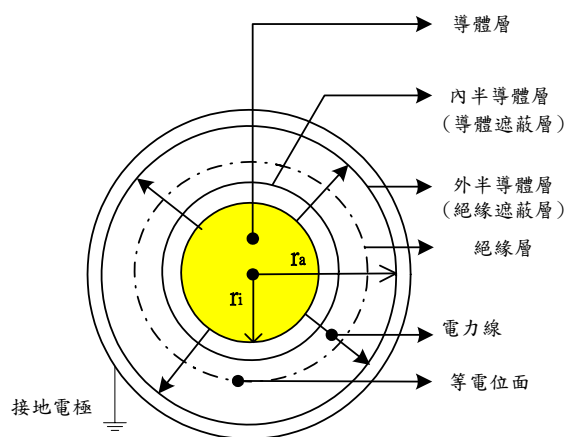 導體層
內半導體層
(導體遮蔽層)
外半導體層
(絕緣遮蔽層)
絕緣層
ra
ri
電力線
等電位面
接地電極